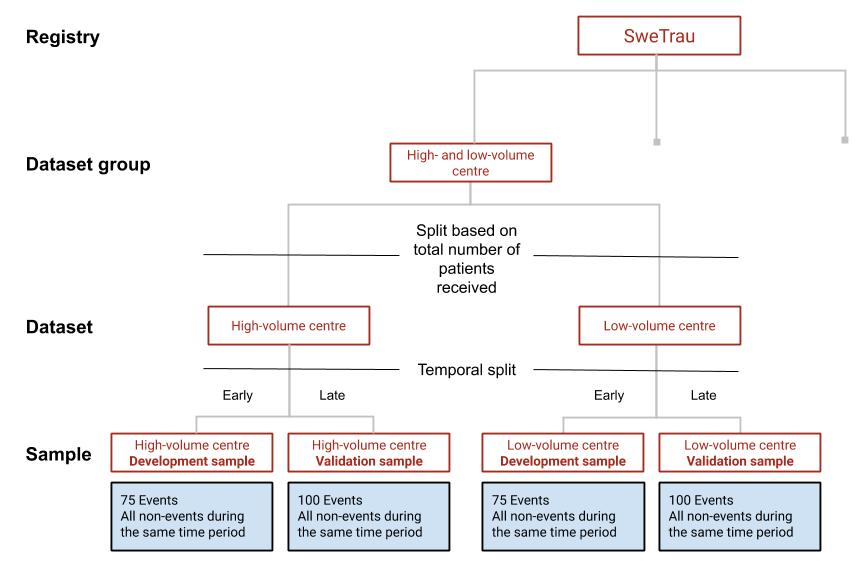 Registry
SweTrau
Dataset group
High- and low-volume
centre
Split based on
total number of
patients
received
Dataset
High-volume centre
Low-volume centre
Temporal split
Early
Late
Early
Late
Sample
High-volume centre
Development sample
High-volume centre
Validation sample
Low-volume centre
Development sample
Low-volume centre
Validation sample
75 Events
All non-events during
the same time period
100 Events
All non-events during
the same time period
75 Events
All non-events during
the same time period
100 Events
All non-events during
the same time period